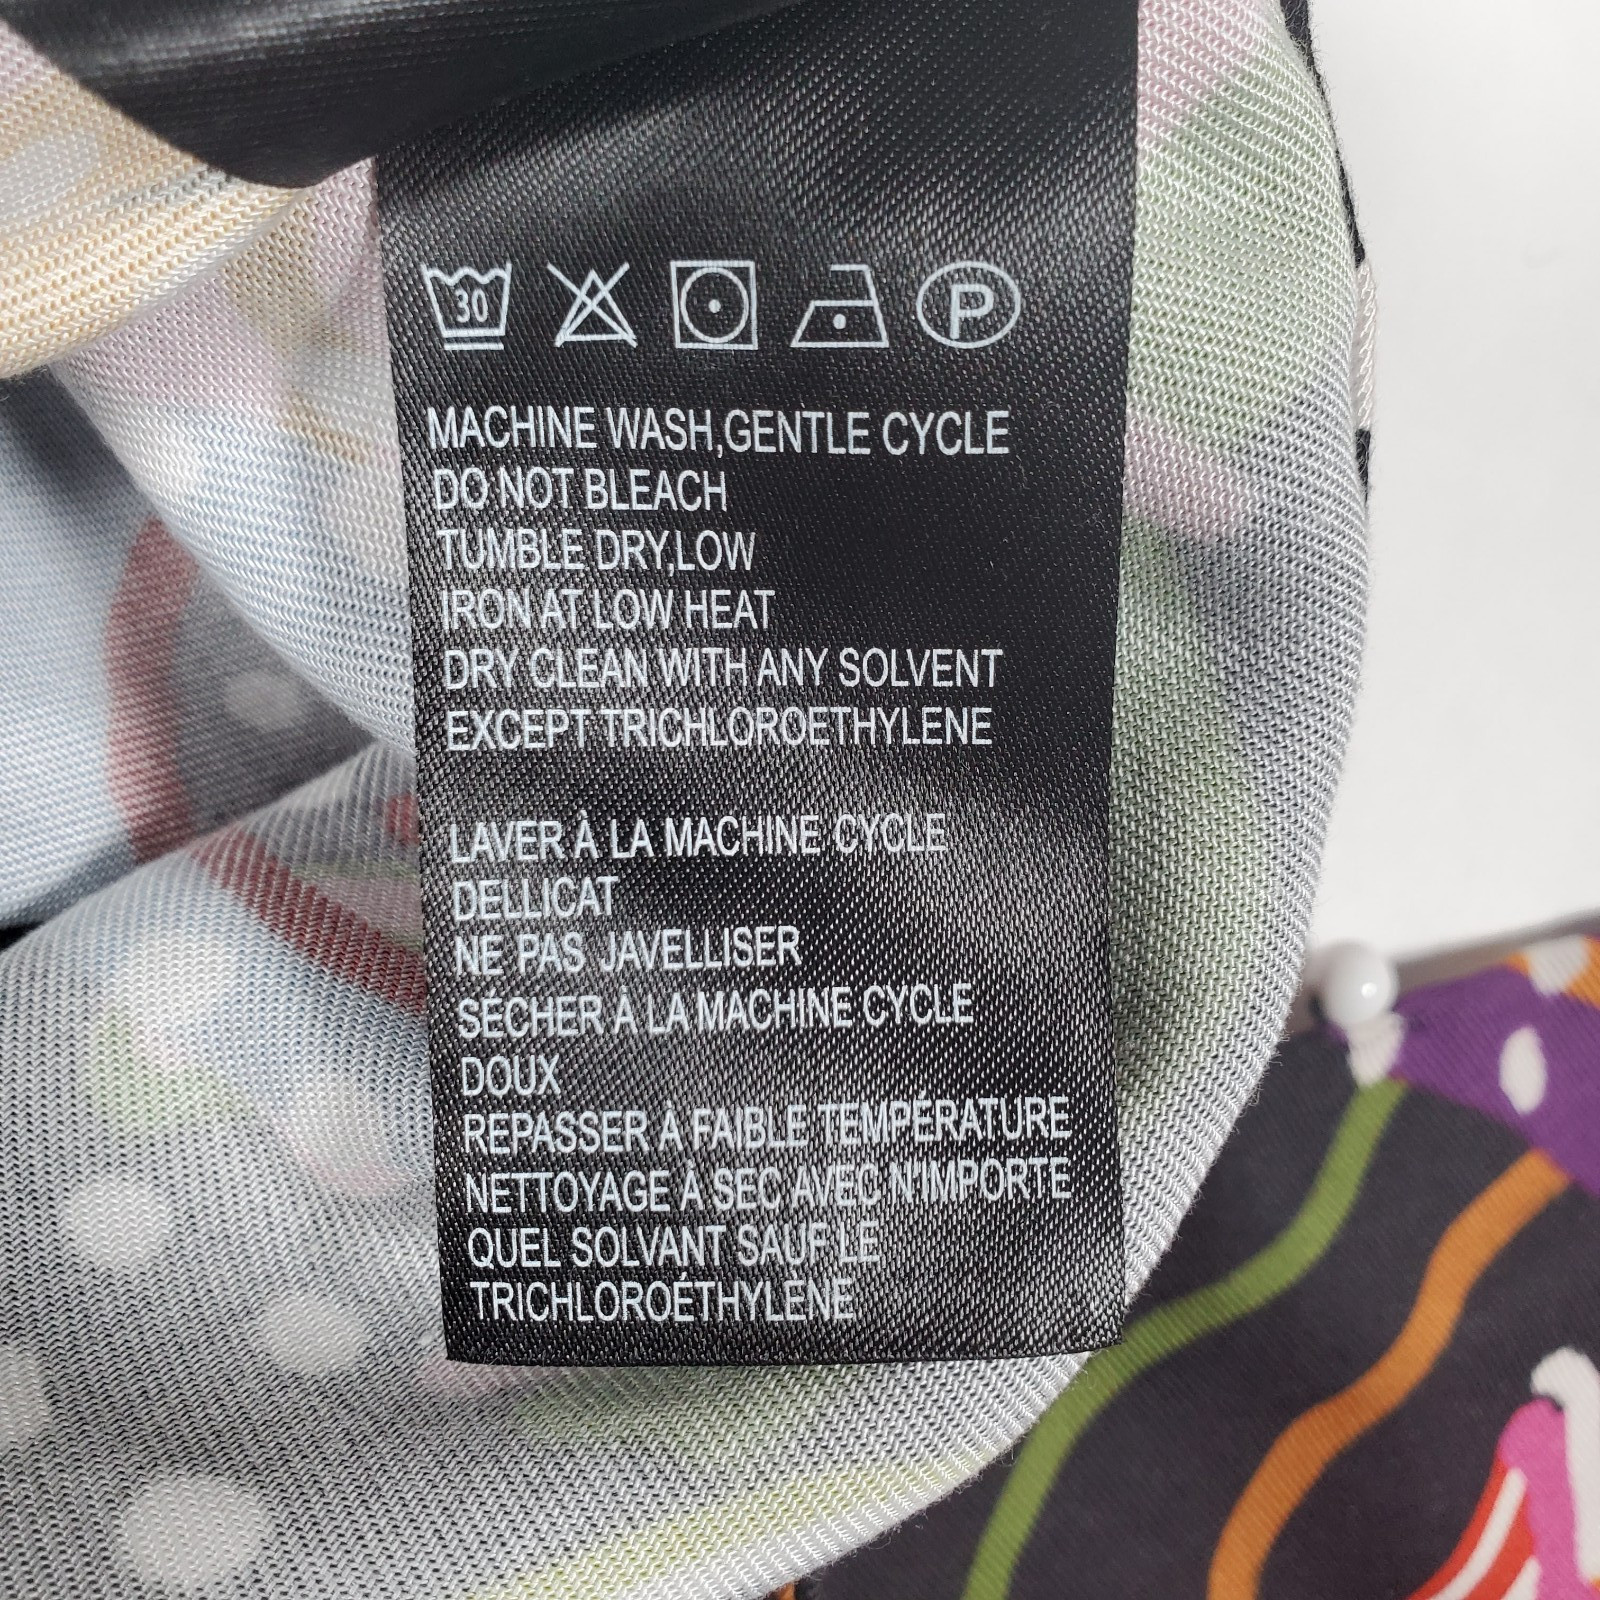 30 P
MACHINE WASH,GENTLE CYCLE
DO NOT BLEACH
TUMBLE DRY,LOW
IRON AT LOW HEAT
DRY CLEAN WITH ANY SOLVENT
EXCEPT TRICHLOROETHYLENE
LAVER À LA MACHINE CYCLE
DELLICAT
NE PAS JAVELLISER
SÉCHER À LA MACHINE CYCLE
DOUX
REPASSER À FAIBLE TEMPÉRATURE
NETTOYAGE À SEC AVEC N'IMPORTE
QUEL SOLVANT SAUF LE
TRICHLOROÉTHYLENE